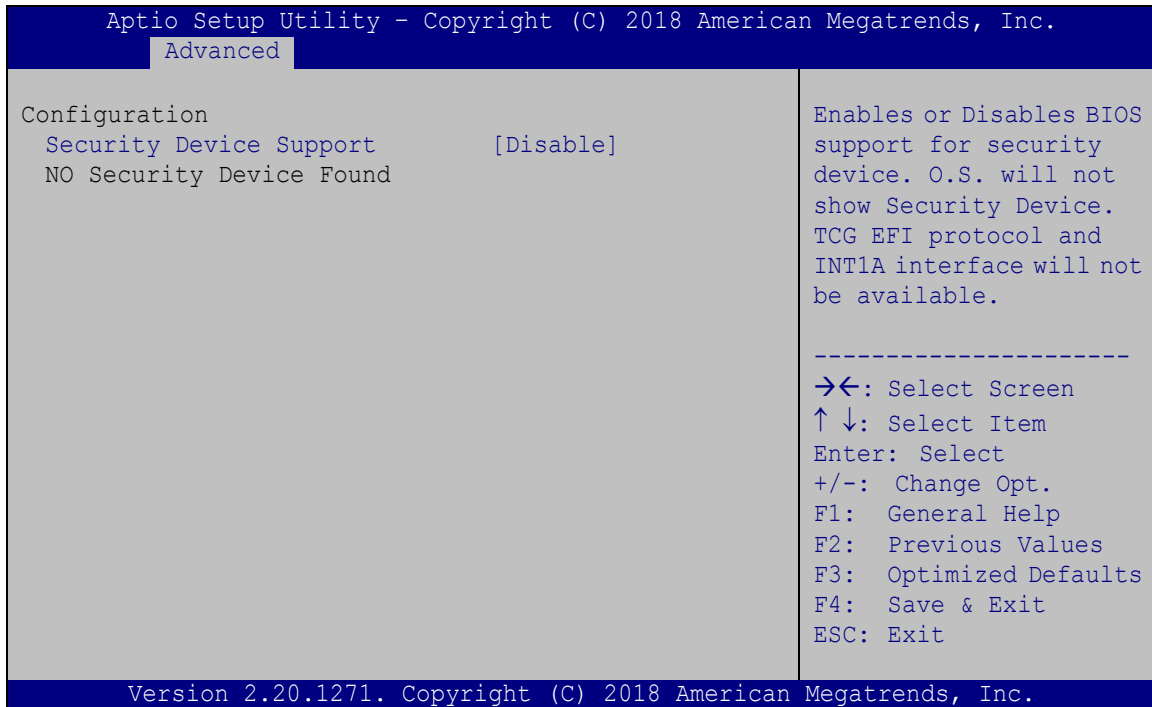 Aptio Setup Utility – Copyright (C) 2018 American Megatrends, Inc.
Advanced
Configuration
Security Device Support [Disable]
NO Security Device Found
Enables or Disables BIOS
support for security
device. O.S. will not
show Security Device.
TCG EFI protocol and
INT1A interface will not
be available.
----------------------
→←: Select Screen
↑ ↓: Select Item
Enter: Select
+/-: Change Opt.
F1: General Help
F2: Previous Values
F3: Optimized Defaults
F4: Save & Exit
ESC: Exit
Version 2.20.1271. Copyright (C) 2018 American Megatrends, Inc.